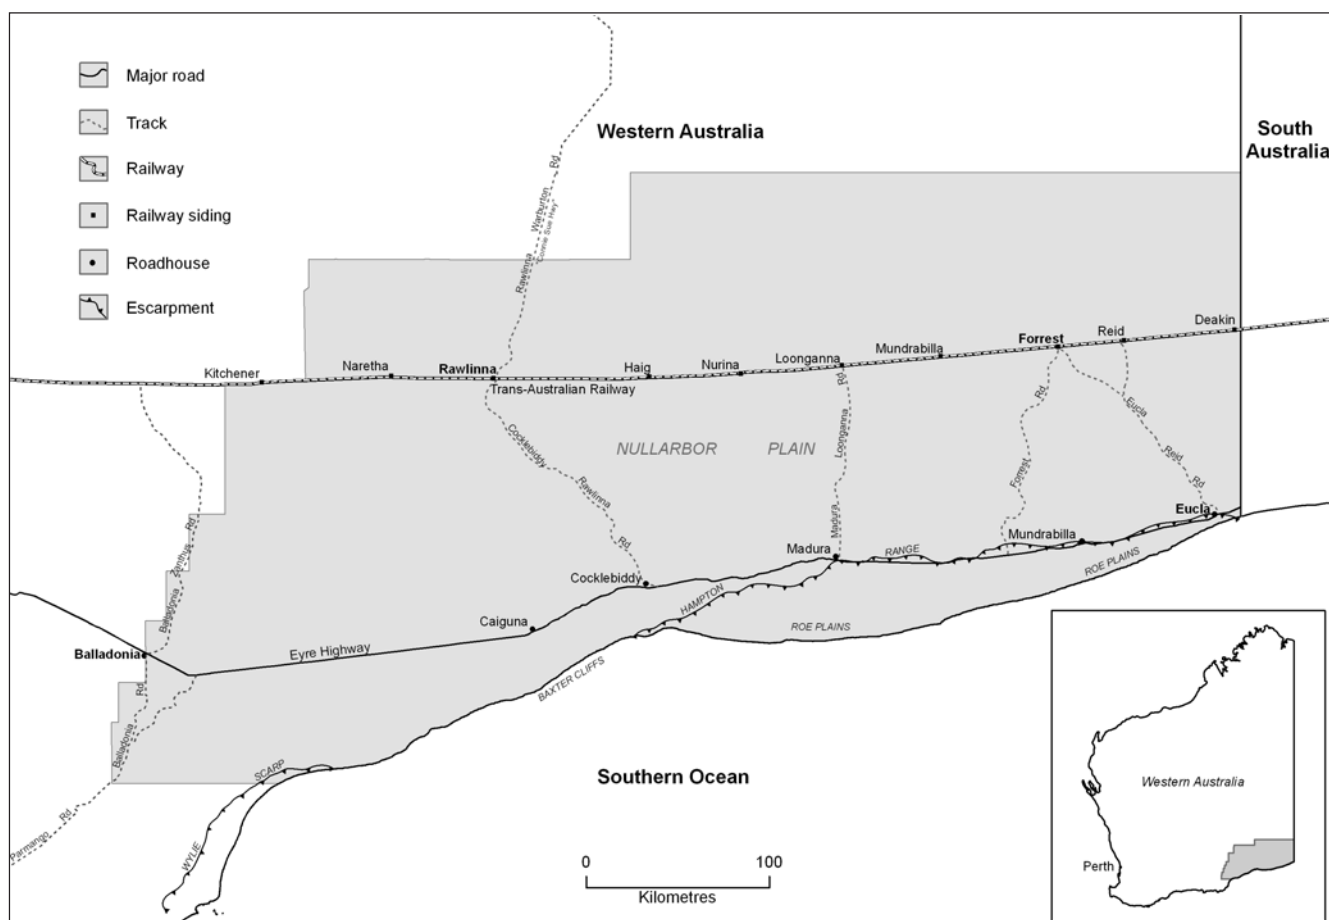 Major road
Track
Railway
Railway siding
Roadhouse
Escarpment
Western Australia
South
Australia
Rawlinna Warburton Rd
"Connie Sue Hwy"
Kitchener
Naretha
Rawlinna
Haig
Nurina
Loonganna
Mundrabilla
Forrest
Reid
Deakin
Trans-Australian Railway
NULLARBOR PLAIN
Cocklebiddy Rawlinna Rd
Madura Loonganna Rd
Forrest Rd
Eucla Reid Rd
Balladonia Zanthus Rd
Balladonia
Eyre Highway
Caiguna
Cocklebiddy
Madura
Mundrabilla
Eucla
HAMPTON RANGE
ROE PLAINS
ROE PLAINS
BAXTER CLIFFS
Balladonia Rd
Parmango Rd
WYLIE SCARP
Southern Ocean
0 100
Kilometres
Western Australia
Perth